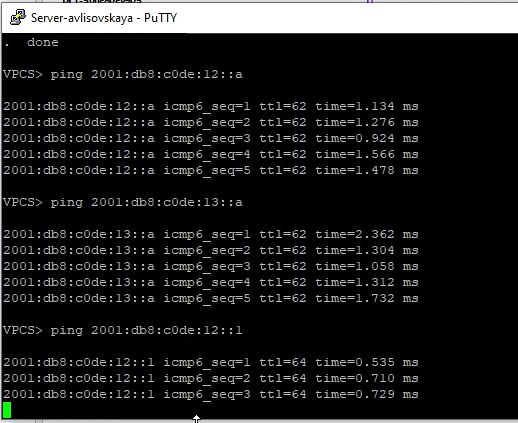 Server-avlisovskaya - PuTTY
.  done
VPCS> ping 2001:db8:c0de:12::a
2001:db8:c0de:12::a icmp6_seq=1 ttl=62 time=1.134 ms
2001:db8:c0de:12::a icmp6_seq=2 ttl=62 time=1.276 ms
2001:db8:c0de:12::a icmp6_seq=3 ttl=62 time=0.924 ms
2001:db8:c0de:12::a icmp6_seq=4 ttl=62 time=1.566 ms
2001:db8:c0de:12::a icmp6_seq=5 ttl=62 time=1.478 ms
VPCS> ping 2001:db8:c0de:13::a
2001:db8:c0de:13::a icmp6_seq=1 ttl=62 time=2.362 ms
2001:db8:c0de:13::a icmp6_seq=2 ttl=62 time=1.304 ms
2001:db8:c0de:13::a icmp6_seq=3 ttl=62 time=1.058 ms
2001:db8:c0de:13::a icmp6_seq=4 ttl=62 time=1.312 ms
2001:db8:c0de:13::a icmp6_seq=5 ttl=62 time=1.732 ms
VPCS> ping 2001:db8:c0de:12::1
2001:db8:c0de:12::1 icmp6_seq=1 ttl=64 time=0.535 ms
2001:db8:c0de:12::1 icmp6_seq=2 ttl=64 time=0.710 ms
2001:db8:c0de:12::1 icmp6_seq=3 ttl=64 time=0.729 ms